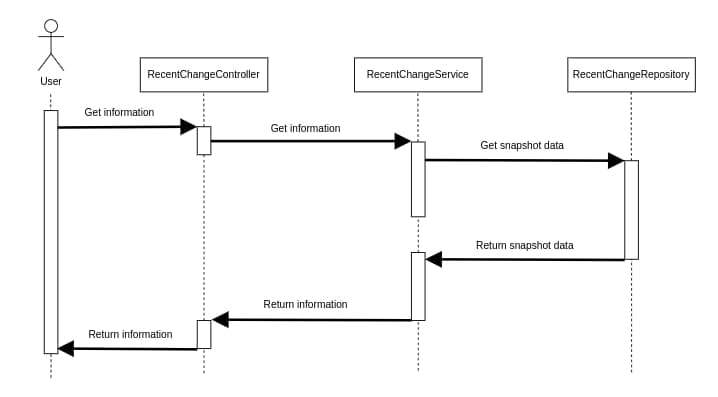 User
RecentChangeController
RecentChangeService
RecentChangeRepository
Get information
Get information
Get snapshot data
Return snapshot data
Return information
Return information